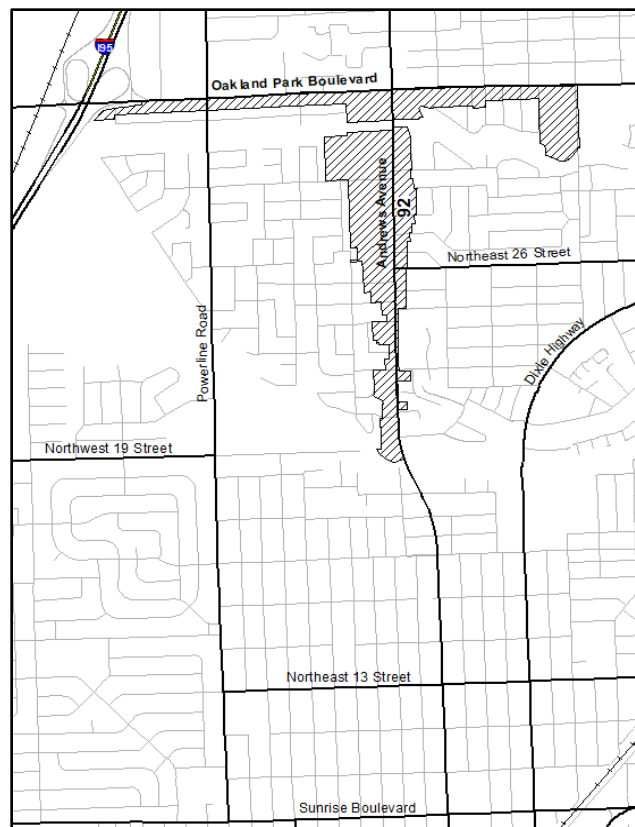 195
Oakland Park Boulevard
Andrews Avenue
92
Northeast 26 Street
Powerline Road
Dixie Highway
Northwest 19 Street
Northeast 13 Street
Sunrise Boulevard